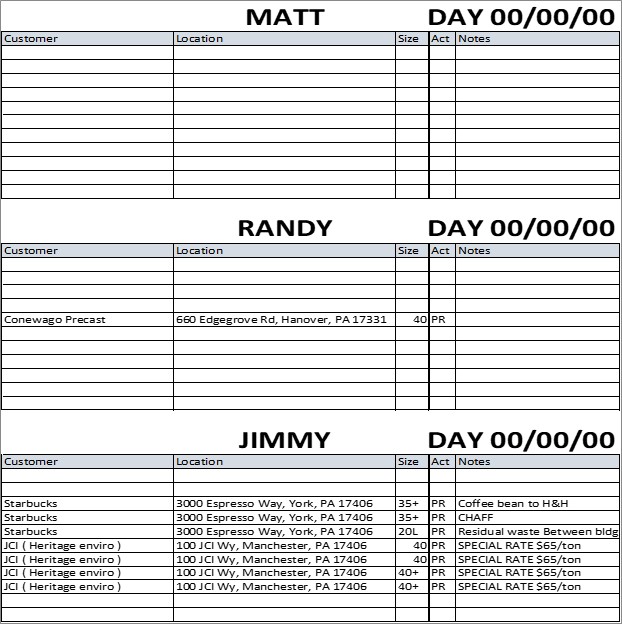 MATT DAY 00/00/00
Customer Location Size Act Notes
RANDY DAY 00/00/00
Customer Location Size Act Notes
Conewago Precast 660 Edgegrove Rd, Hanover, PA 17331 40 PR
JIMMY DAY 00/00/00
Customer Location Size Act Notes
Starbucks 3000 Espresso Way, York, PA 17406 35+ PR Coffee bean to H&H
Starbucks 3000 Espresso Way, York, PA 17406 35+ PR CHAFF
Starbucks 3000 Espresso Way, York, PA 17406 20L PR Residual waste Between bldg
JCI ( Heritage enviro ) 100 JCI Wy, Manchester, PA 17406 40 PR SPECIAL RATE $65/ton
JCI ( Heritage enviro ) 100 JCI Wy, Manchester, PA 17406 40 PR SPECIAL RATE $65/ton
JCI ( Heritage enviro ) 100 JCI Wy, Manchester, PA 17406 40+ PR SPECIAL RATE $65/ton
JCI ( Heritage enviro ) 100 JCI Wy, Manchester, PA 17406 40+ PR SPECIAL RATE $65/ton